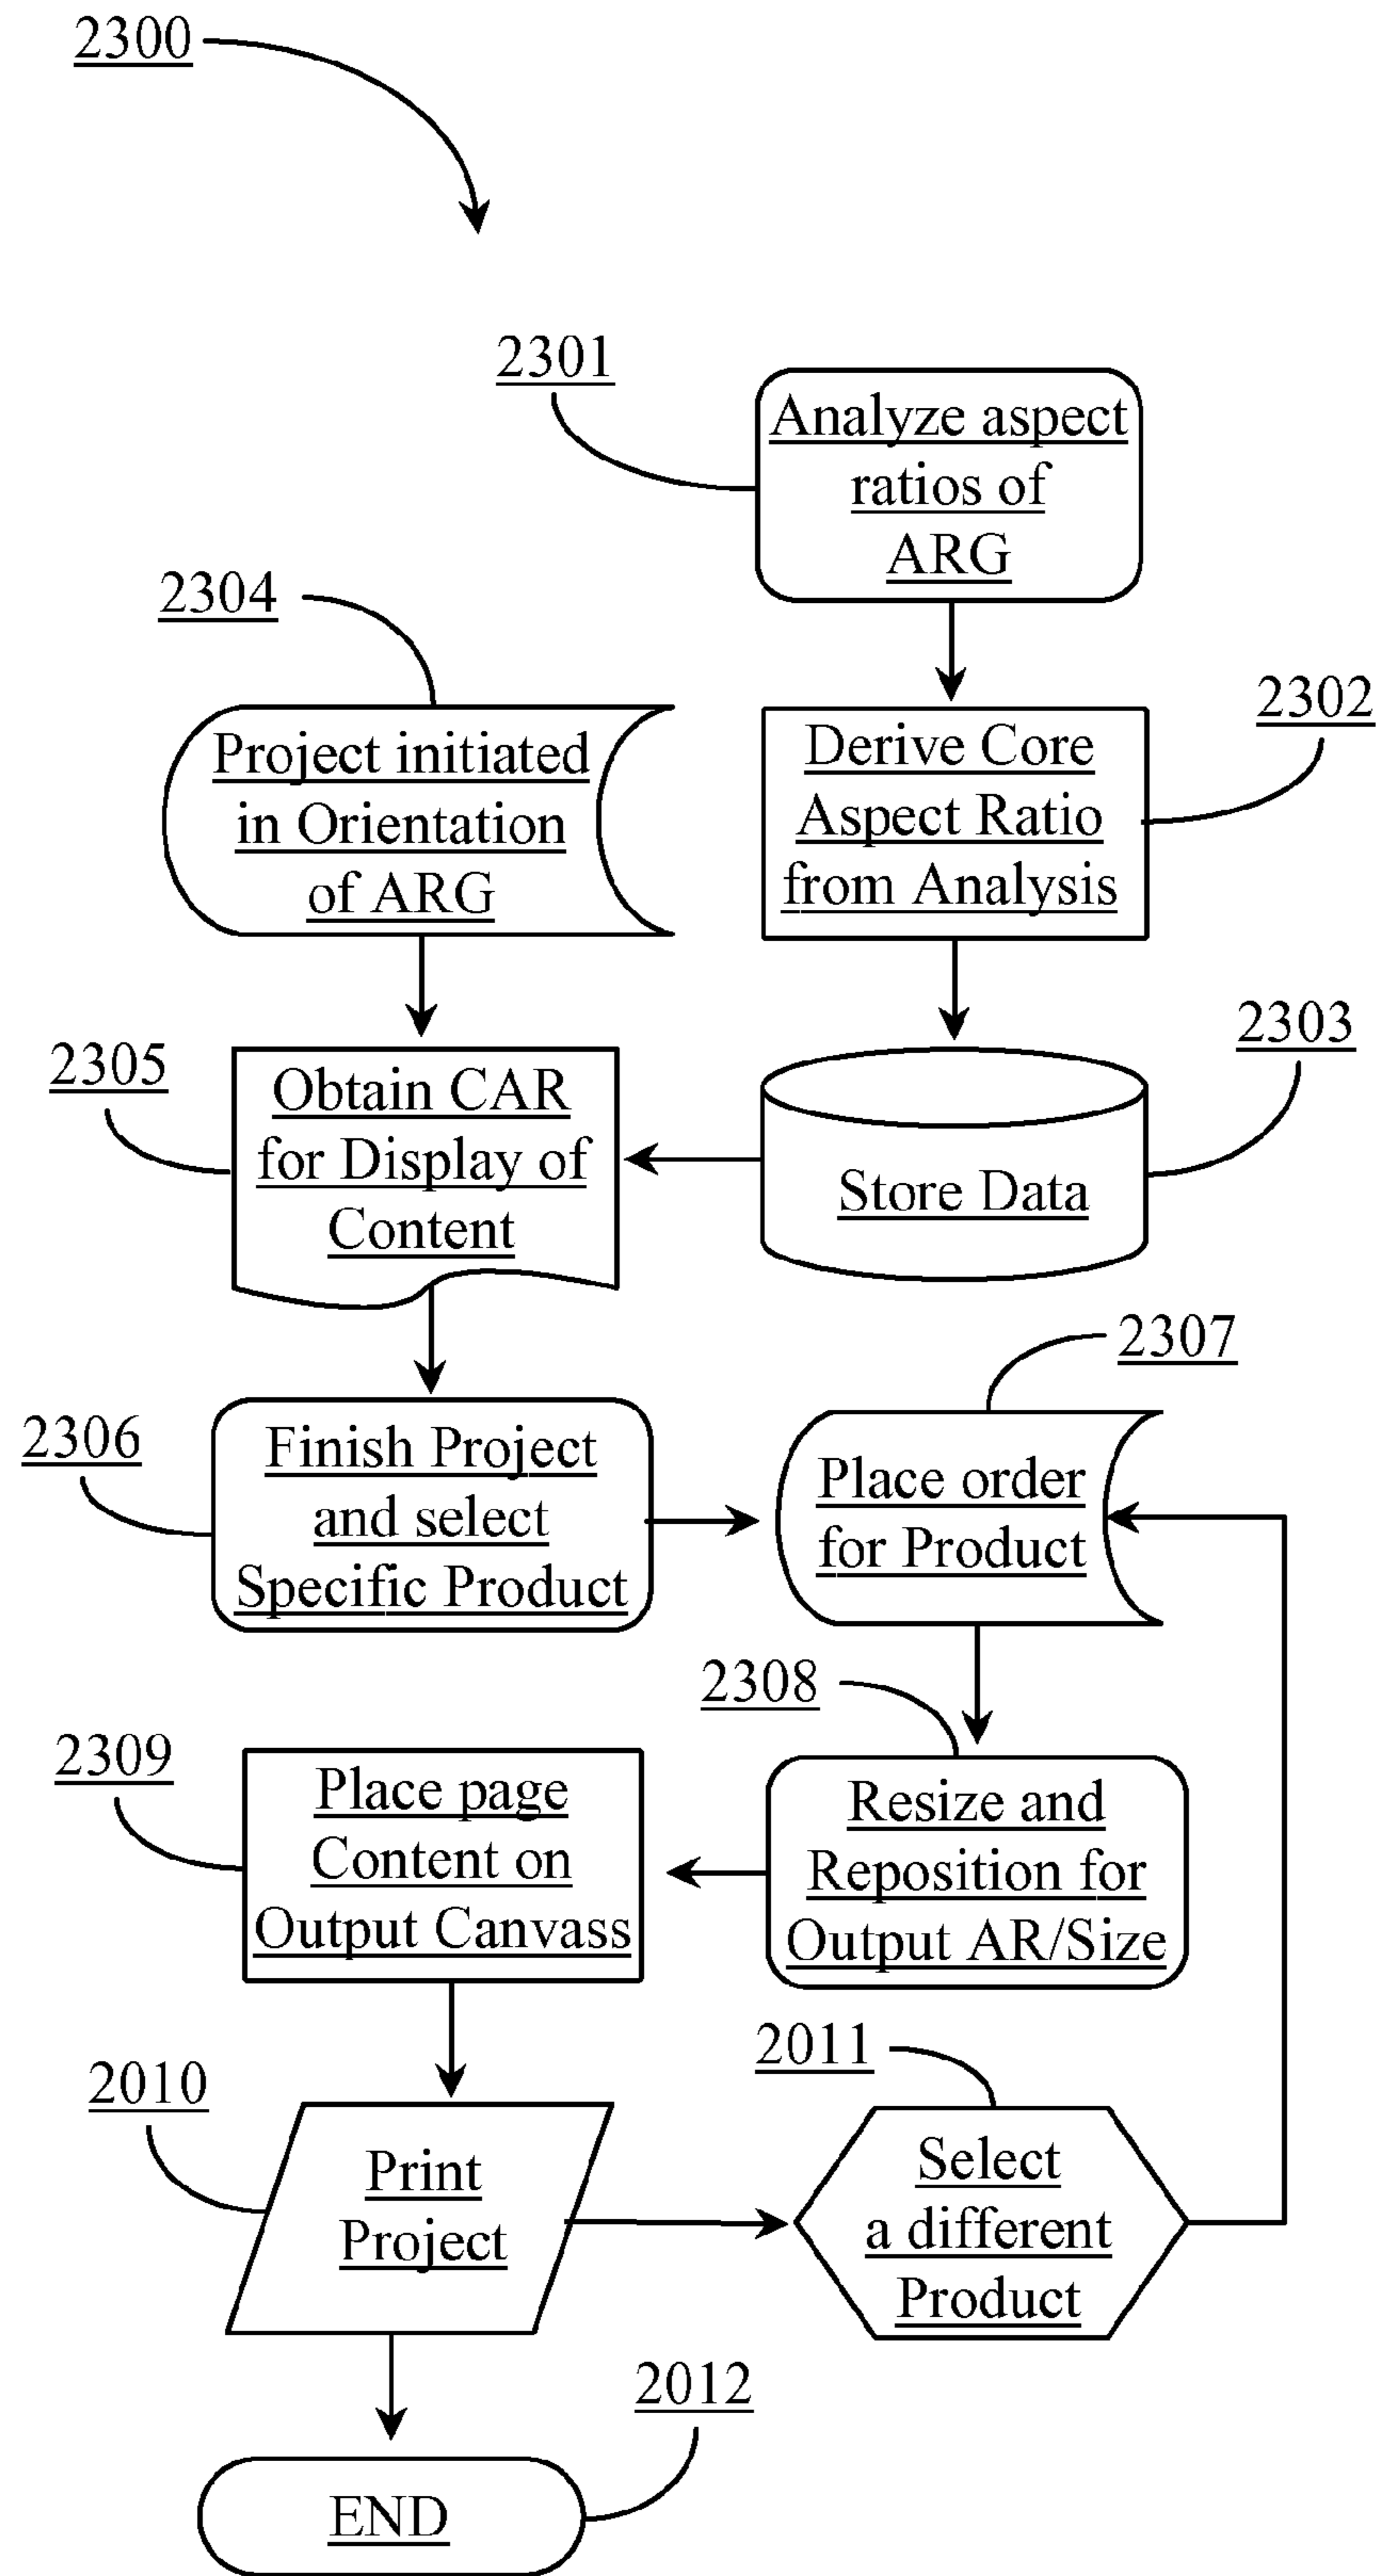 2300
2301
Analyze aspect
ratios of
ARG
2304
Project initiated
in Orientation
of ARG
2302
Derive Core
Aspect Ratio
from Analysis
2305
Obtain CAR
for Display of
Content
2303
Store Data
2306
Finish Project
and select
Specific Product
2307
Place order
for Product
2308
Resize and
Reposition for
Output AR/Size
2309
Place page
Content on
Output Canvass
2010
Print
Project
2011
Select
a different
Product
2012
END